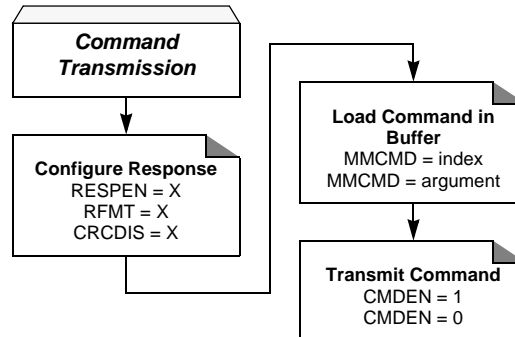 Command
Transmission
Configure Response
RESPEN = X
RFMT = X
CRCDIS = X
Load Command in
Buffer
MMCMD = index
MMCMD = argument
Transmit Command
CMDEN = 1
CMDEN = 0